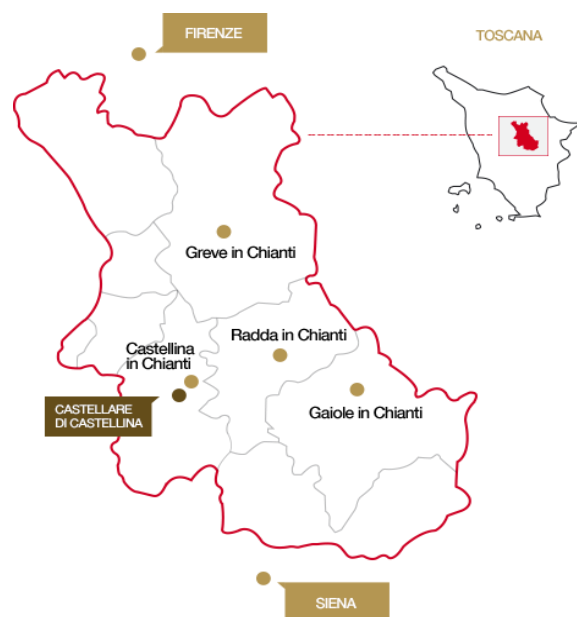 FIRENZE
TOSCANA
Greve in Chianti
Radda in Chianti
Castellina
in Chianti
CASTELLARE
DI CASTELLINA
Gaiole in Chianti
SIENA